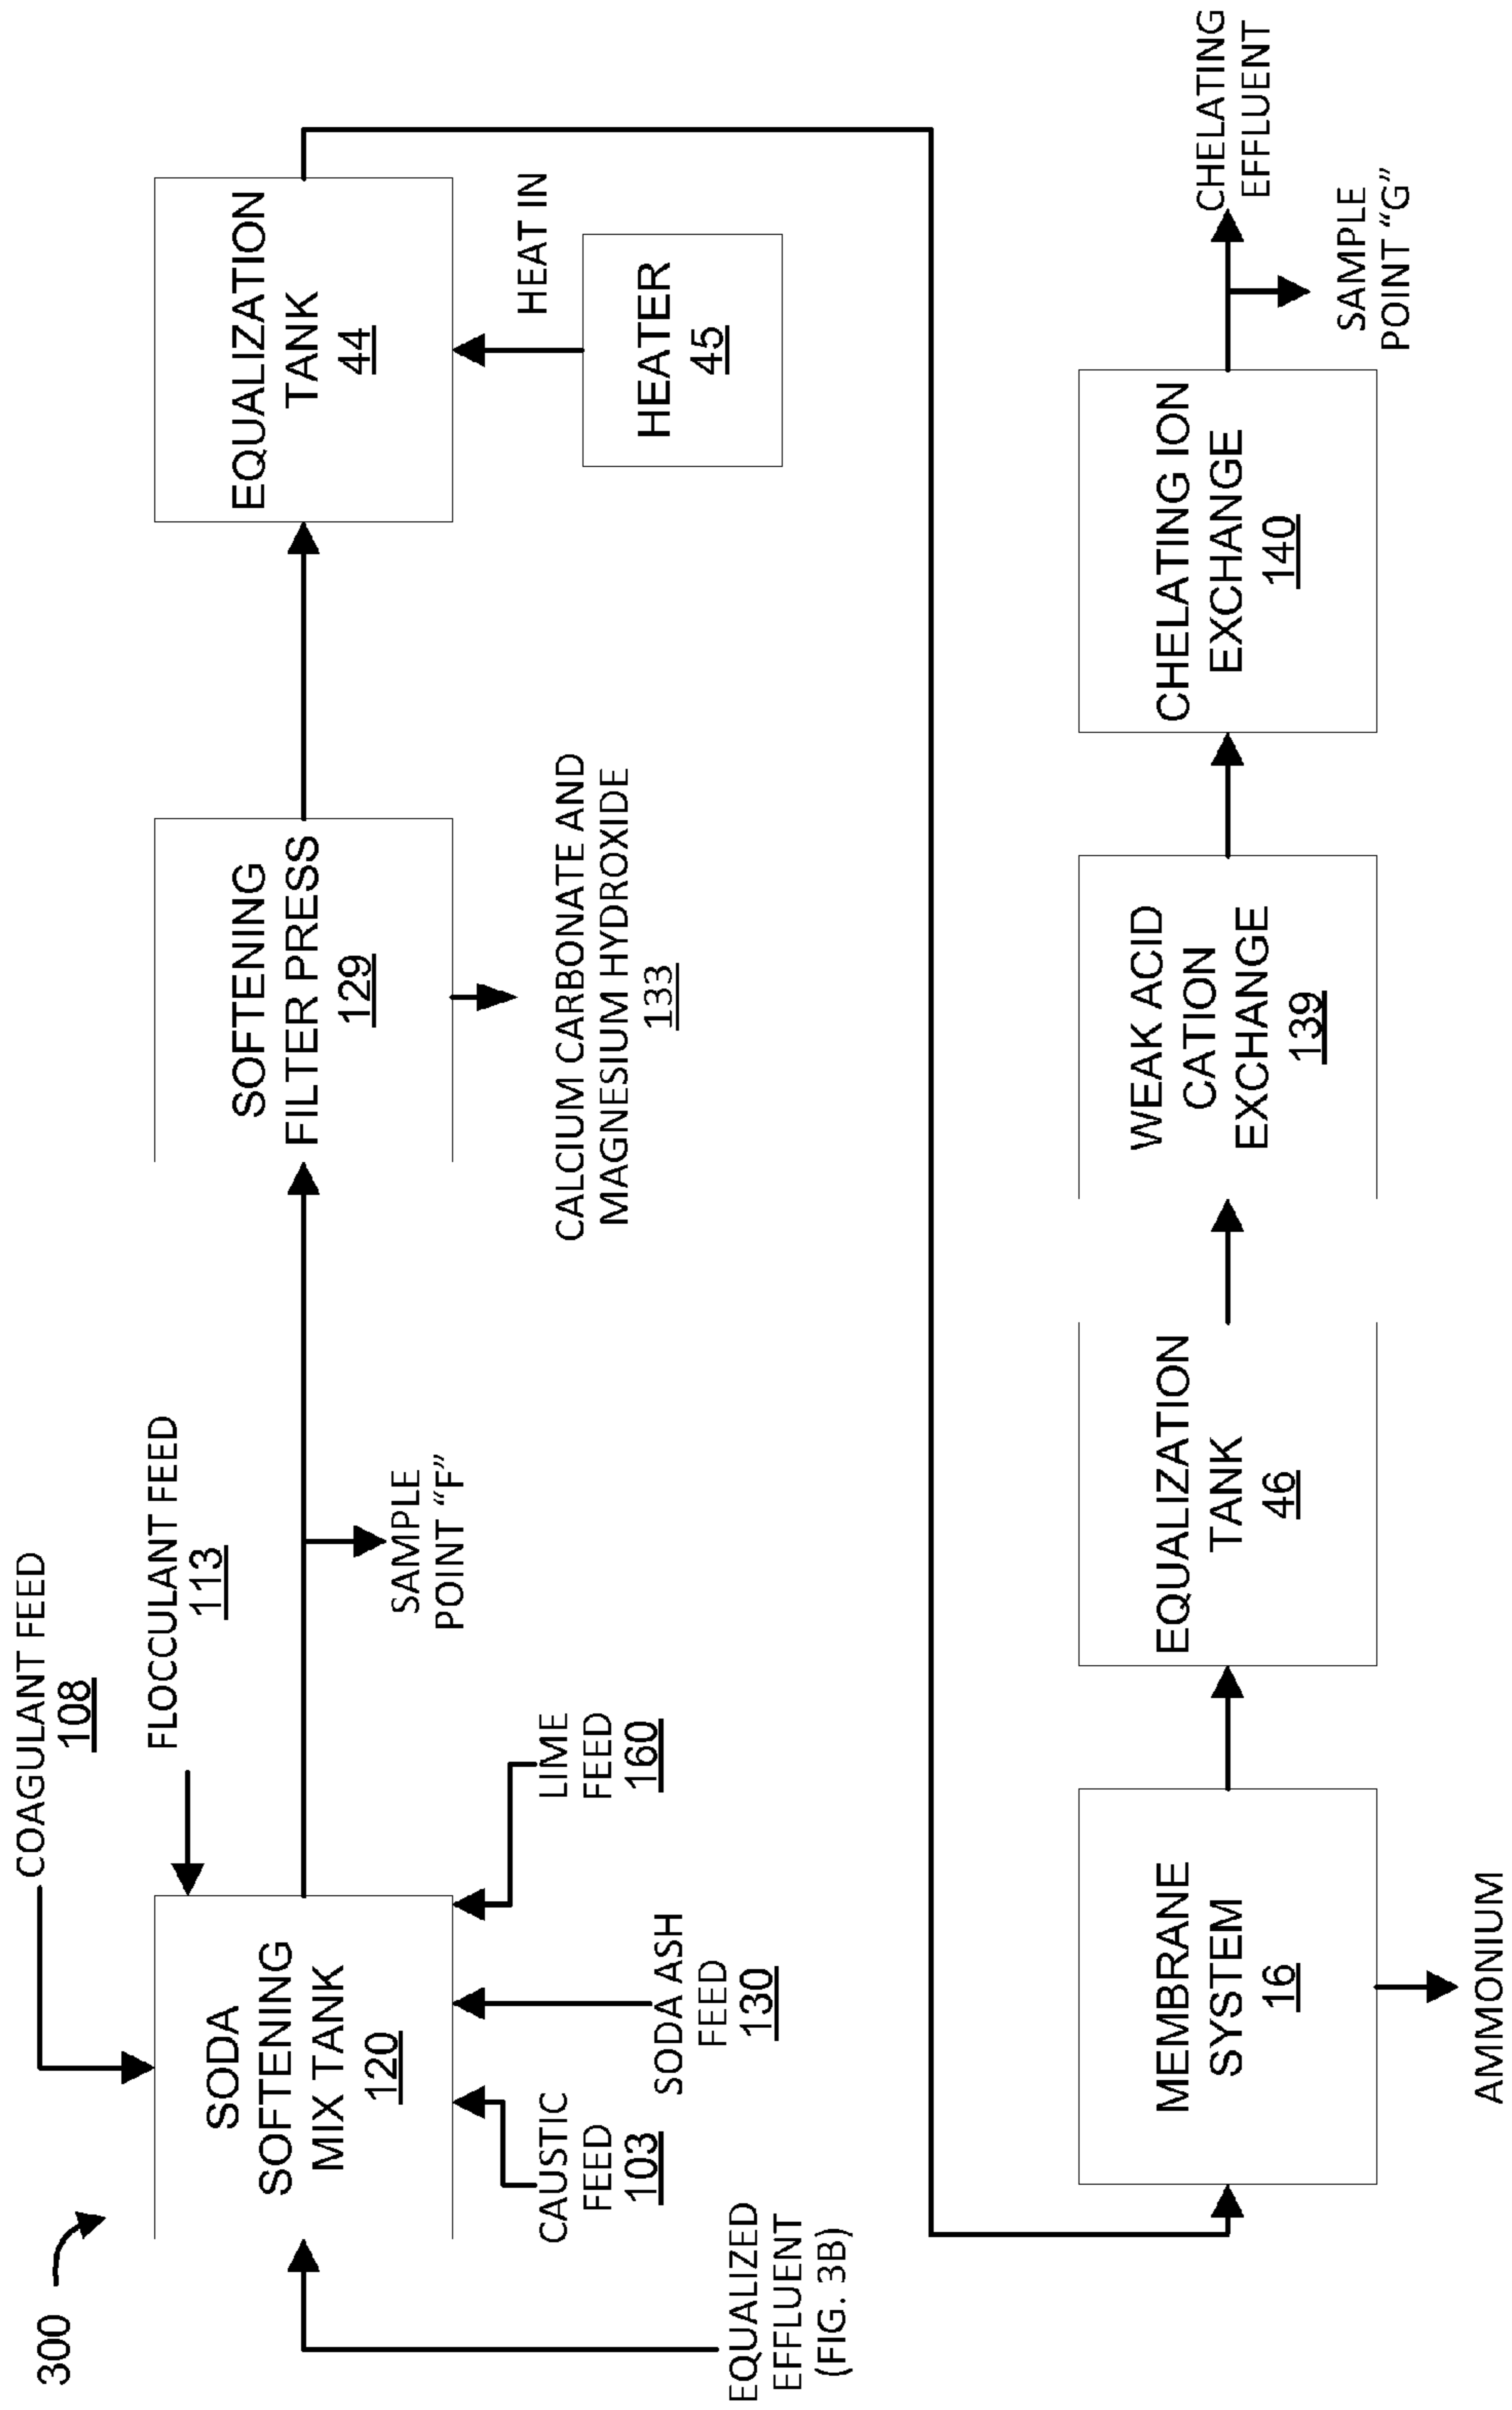 300
COAGULANT FEED
108
FLOCCULANT FEED
113
SODA
SOFTENING
MIX TANK
120
CAUSTIC
FEED
103
SODA ASH
FEED
130
LIME
FEED
160
EQUALIZED
EFFLUENT
(FIG. 3B)
SAMPLE
POINT “F”
SOFTENING
FILTER PRESS
129
CALCIUM CARBONATE AND
MAGNESIUM HYDROXIDE
133
EQUALIZATION
TANK
44
HEAT IN
HEATER
45
MEMBRANE
SYSTEM
16
AMMONIUM
EQUALIZATION
TANK
46
WEAK ACID
CATION
EXCHANGE
139
CHELATING ION
EXCHANGE
140
CHELATING
EFFLUENT
SAMPLE
POINT “G”